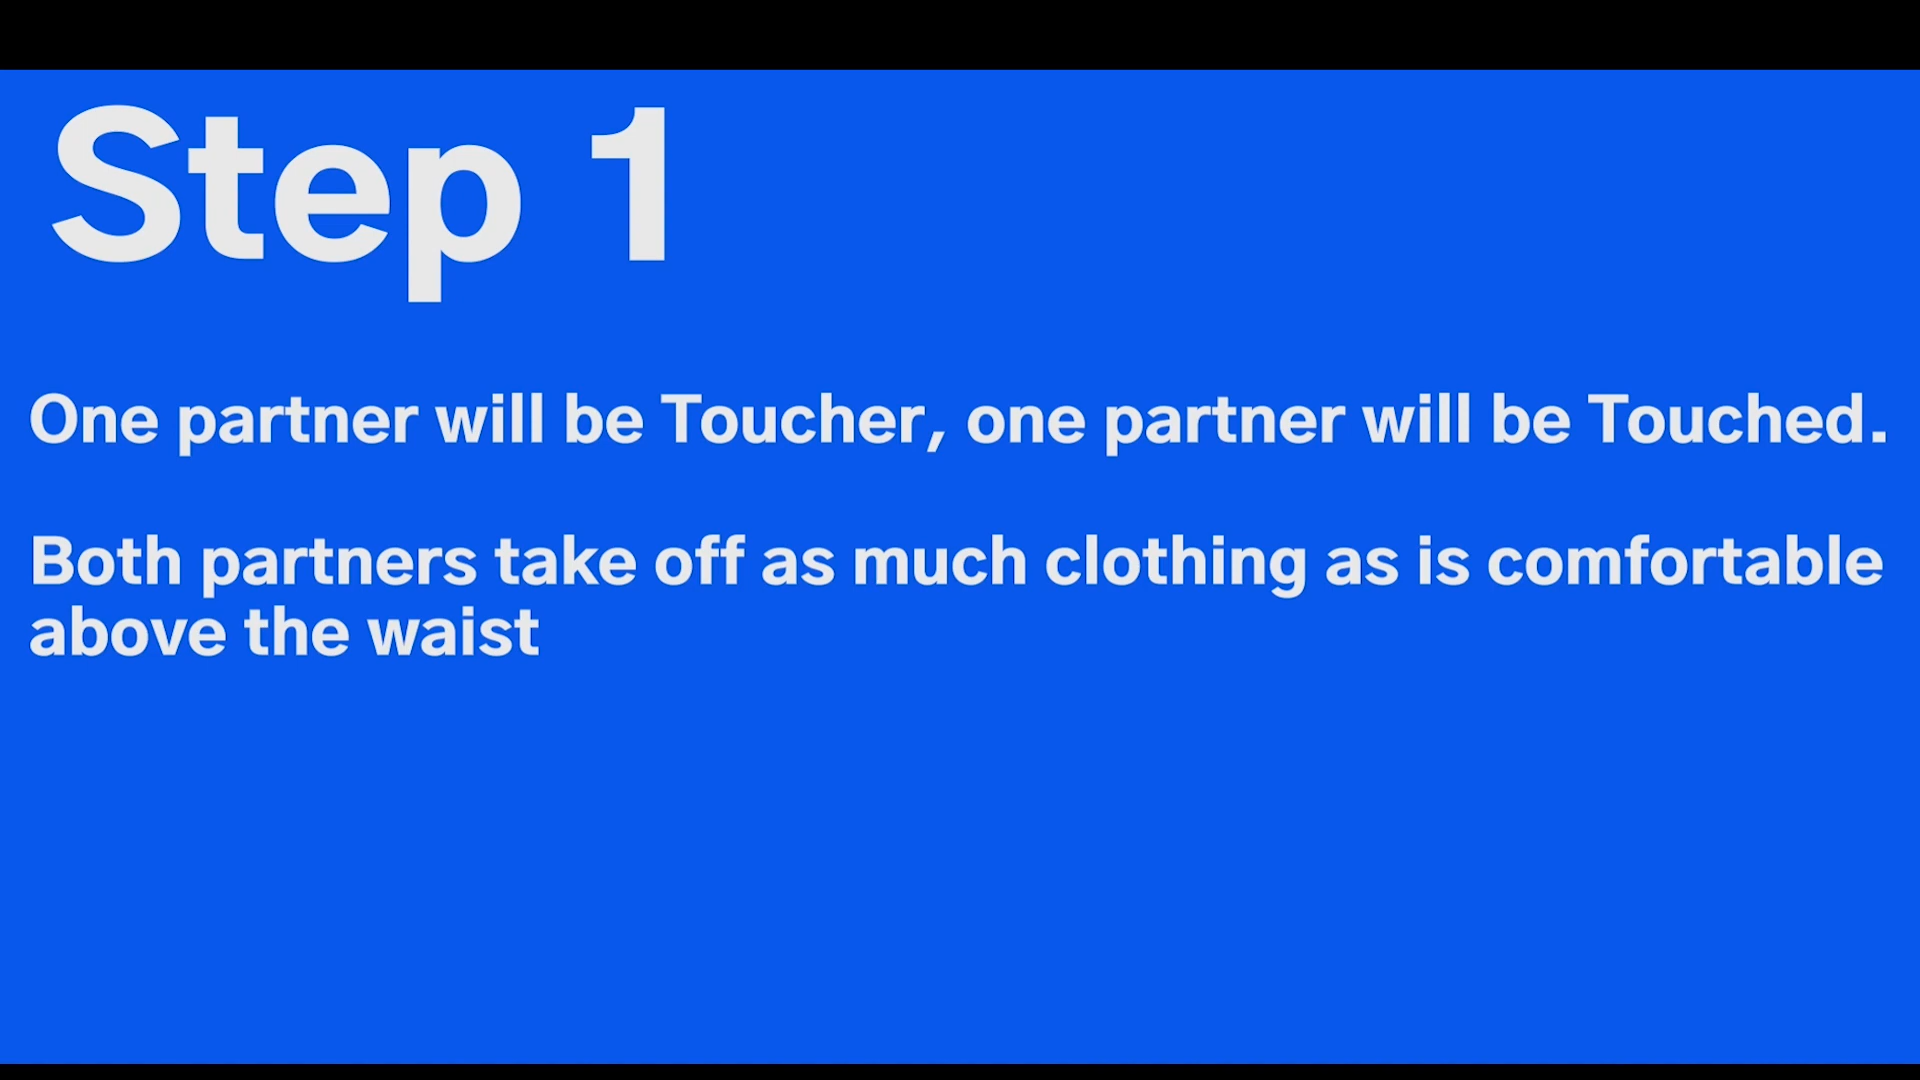 Step 1
One partner will be Toucher, one partner will be Touched.
Both partners take off as much clothing as is comfortable
above the waist